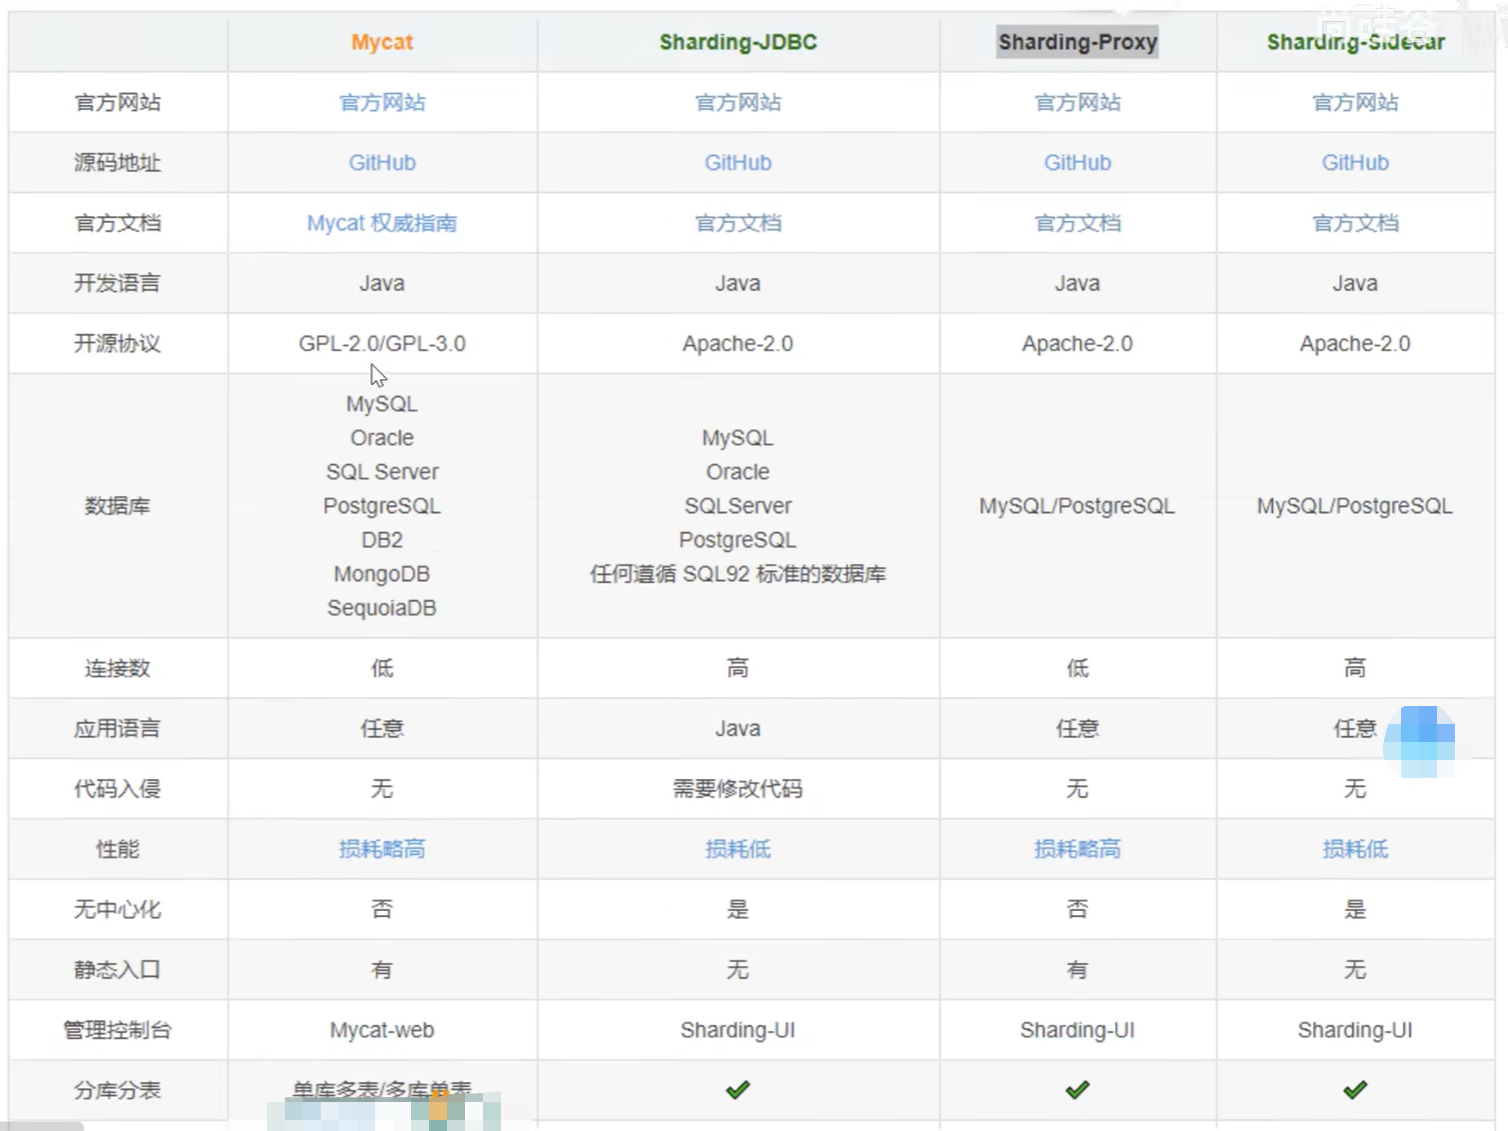 Mycat Sharding-JDBC Sharding-Proxy Sharding-Sidecar
官方网站 官方网站 官方网站 官方网站 官方网站
源码地址 GitHub GitHub GitHub GitHub
官方文档 Mycat 权威指南 官方文档 官方文档 官方文档
开发语言 Java Java Java Java
开源协议 GPL-2.0/GPL-3.0 Apache-2.0 Apache-2.0 Apache-2.0
数据库
MySQL
Oracle
SQL Server
PostgreSQL
DB2
MongoDB
SequoiaDB
MySQL
Oracle
SQLServer
PostgreSQL
任何遵循 SQL92 标准的数据库
MySQL/PostgreSQL
MySQL/PostgreSQL
连接数 低 高 低 高
应用语言 任意 Java 任意 任意
代码入侵 无 需要修改代码 无 无
性能 损耗略高 损耗低 损耗略高 损耗低
无中心化 否 是 否 是
静态入口 有 无 有 无
管理控制台 Mycat-web Sharding-UI Sharding-UI Sharding-UI
分库分表 单库多表/多库单表 ✔ ✔ ✔